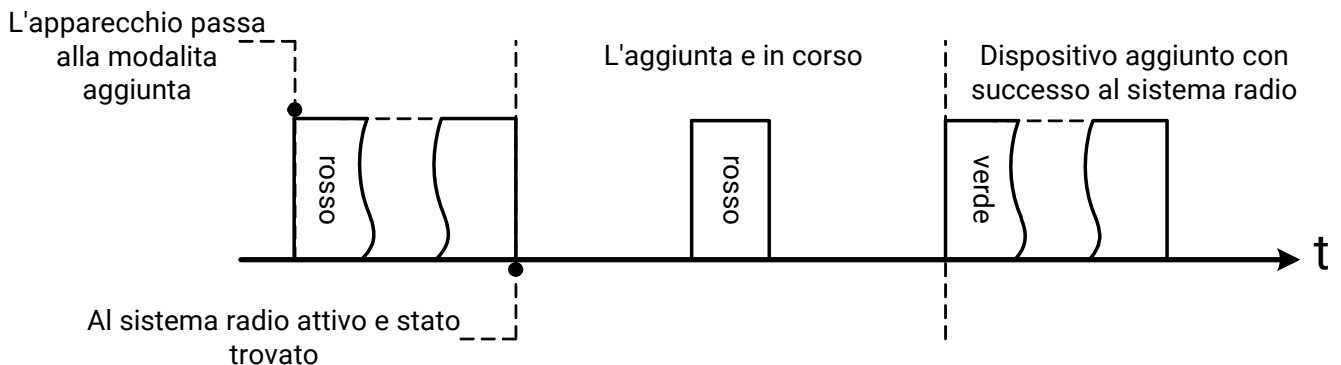 L'apparecchio passa
alla modalita
aggiunta
L'aggiunta e in corso
Dispositivo aggiunto con
successo al sistema radio
rosso
rosso
verde
t
Al sistema radio attivo e stato
trovato